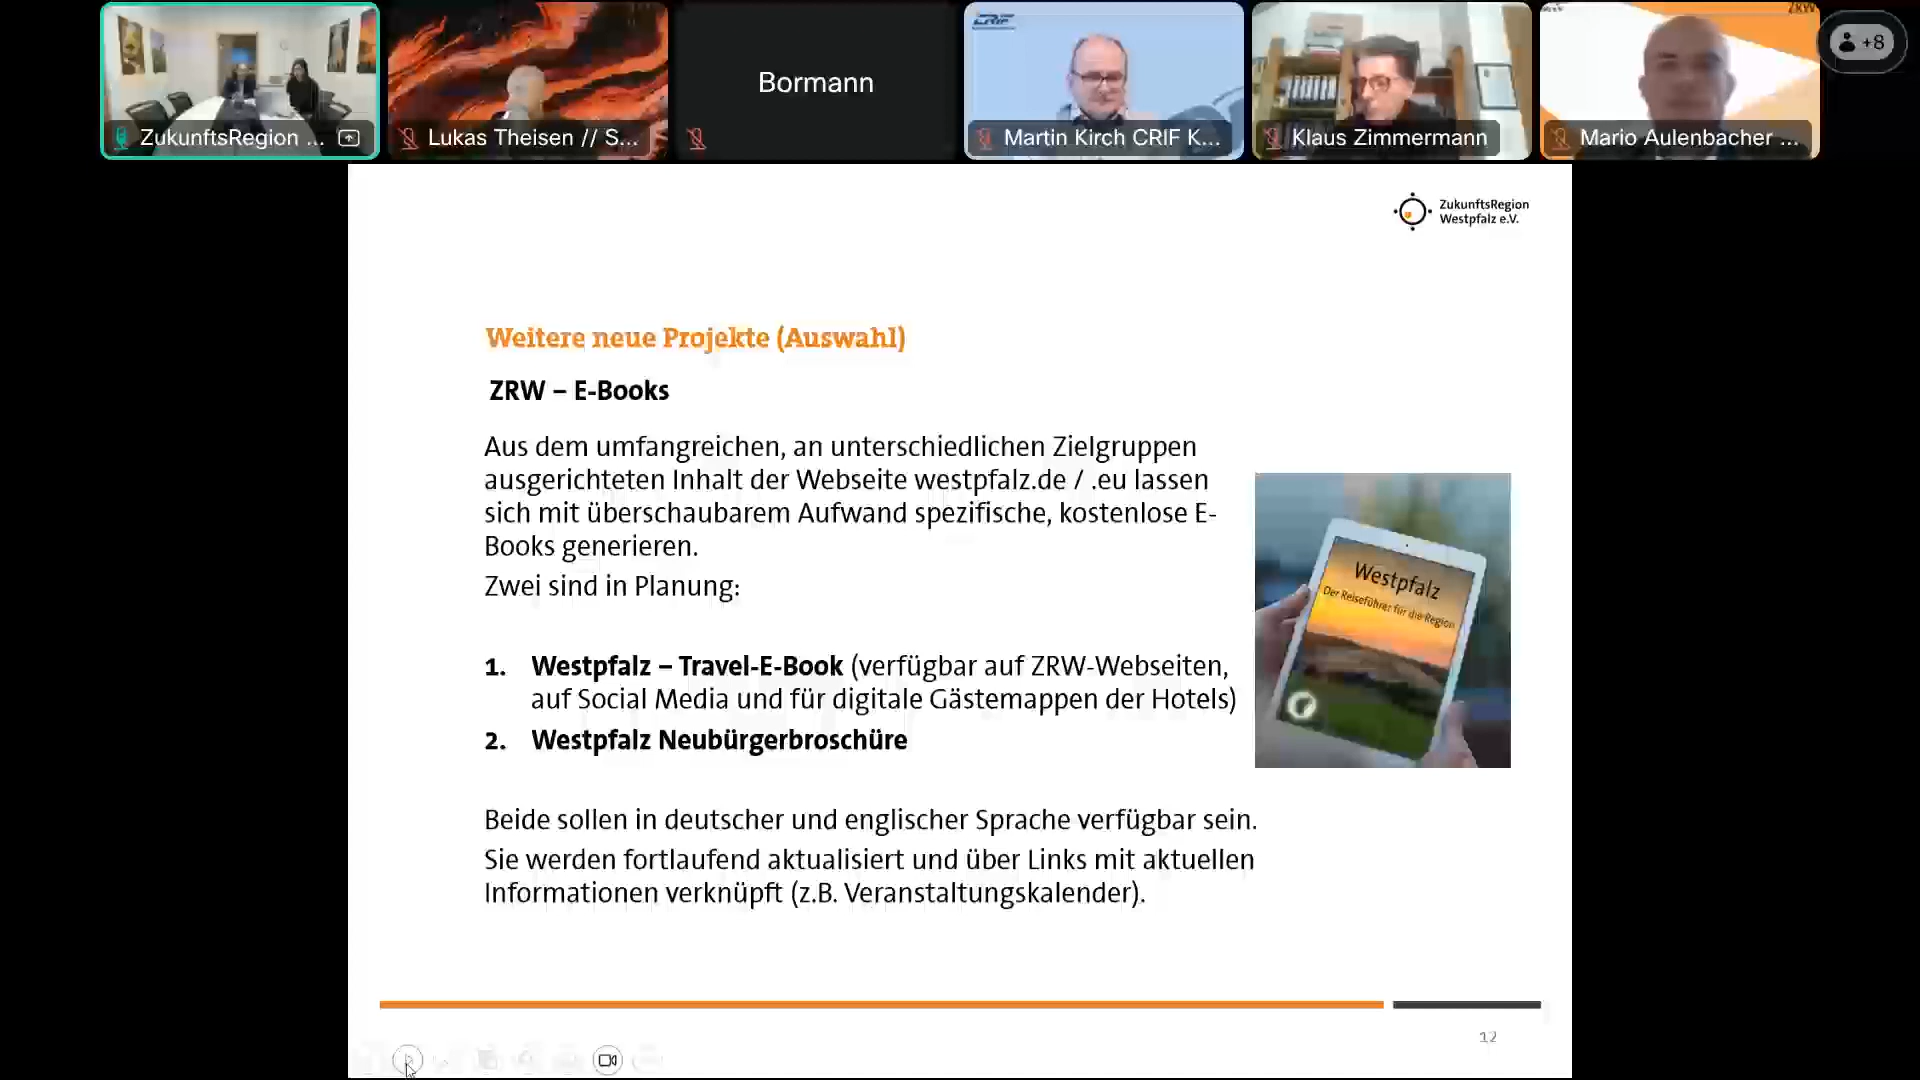 ZukunftsRegion ...
Lukas Theisen // S...
Bormann
CRIF
Martin Kirch CRIF K...
Klaus Zimmermann
ZRW
Mario Aulenbacher ...
+8
ZukunftsRegion
Westpfalz e.V.
Weitere neue Projekte (Auswahl)
ZRW – E-Books
Aus dem umfangreichen, an unterschiedlichen Zielgruppen
ausgerichteten Inhalt der Webseite westpfalz.de / .eu lassen
sich mit überschaubarem Aufwand spezifische, kostenlose E-
Books generieren.
Zwei sind in Planung:
1. Westpfalz – Travel-E-Book (verfügbar auf ZRW-Webseiten,
auf Social Media und für digitale Gästemappen der Hotels)
2. Westpfalz Neubürgerbroschüre
Westpfalz
Der Reiseführer für die Region
Beide sollen in deutscher und englischer Sprache verfügbar sein.
Sie werden fortlaufend aktualisiert und über Links mit aktuellen
Informationen verknüpft (z.B. Veranstaltungskalender).
12